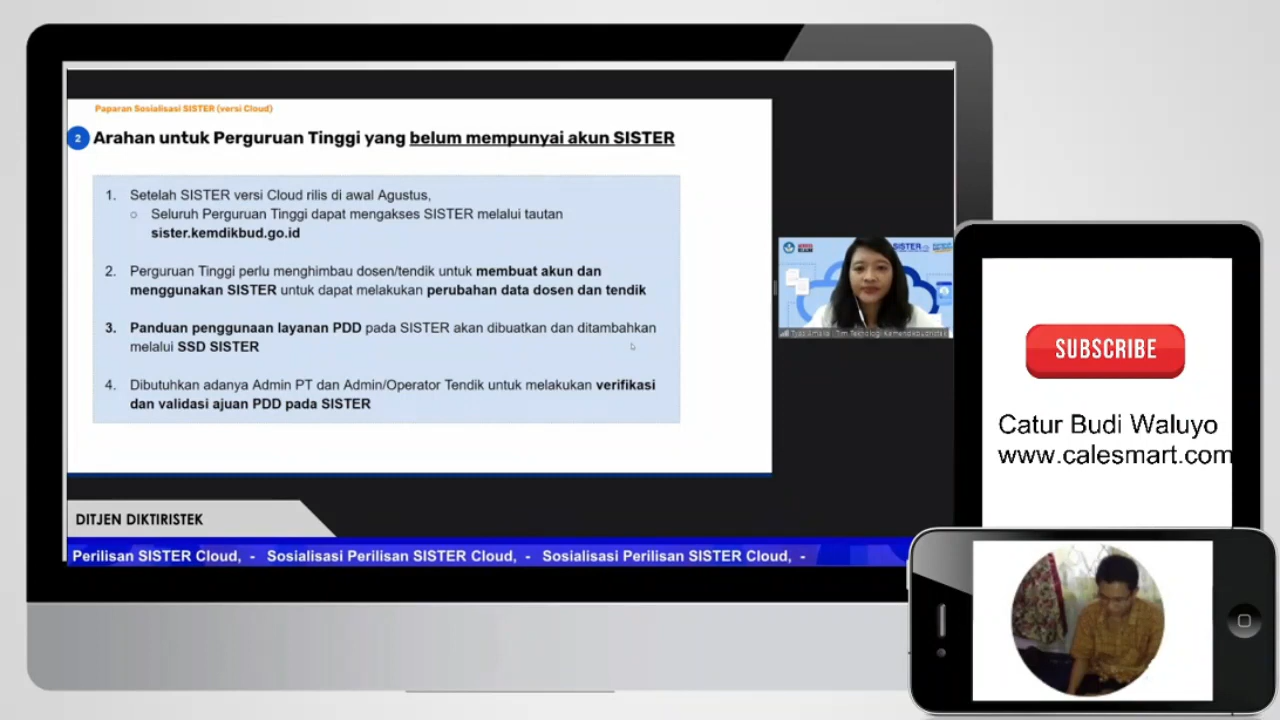 Paparan Sosialisasi SISTER (versi Cloud)
2 Arahan untuk Perguruan Tinggi yang belum mempunyai akun SISTER
1. Setelah SISTER versi Cloud rilis di awal Agustus,
○ Seluruh Perguruan Tinggi dapat mengakses SISTER melalui tautan
sister.kemdikbud.go.id
2. Perguruan Tinggi perlu menghimbau dosen/tendik untuk membuat akun dan
menggunakan SISTER untuk dapat melakukan perubahan data dosen dan tendik
3. Panduan penggunaan layanan PDD pada SISTER akan dibuatkan dan ditambahkan
melalui SSD SISTER
4. Dibutuhkan adanya Admin PT dan Admin/Operator Tendik untuk melakukan verifikasi
dan validasi ajuan PDD pada SISTER
SISTER
Tim Teknologi
DITJEN DIKTIRISTEK
Perilisan SISTER Cloud, - Sosialisasi Perilisan SISTER Cloud, - Sosialisasi Perilisan SISTER Cloud, -
SUBSCRIBE
Catur Budi Waluyo
www.calesmart.com